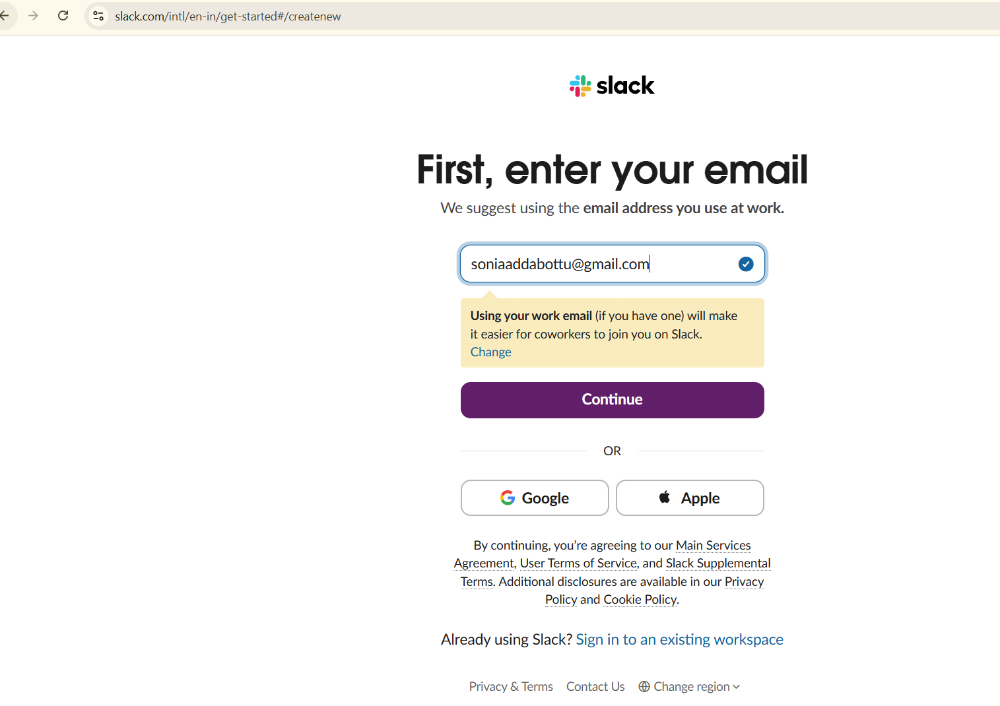 slack.com/intl/en-in/get-started#/createnew
slack
First, enter your email
We suggest using the email address you use at work.
soniaaddabottu@gmail.com
Using your work email (if you have one) will make
it easier for coworkers to join you on Slack.
Change
Continue
OR
Google
Apple
By continuing, you’re agreeing to our Main Services
Agreement, User Terms of Service, and Slack Supplemental
Terms. Additional disclosures are available in our Privacy
Policy and Cookie Policy.
Already using Slack? Sign in to an existing workspace
Privacy & Terms Contact Us Change region